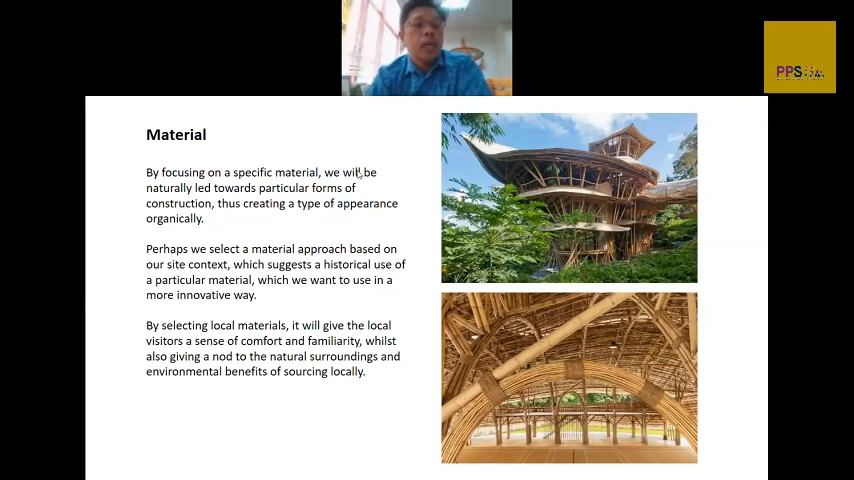 PPSBA
Material
By focusing on a specific material, we will be
naturally led towards particular forms of
construction, thus creating a type of appearance
organically.
Perhaps we select a material approach based on
our site context, which suggests a historical use of
a particular material, which we want to use in a
more innovative way.
By selecting local materials, it will give the local
visitors a sense of comfort and familiarity, whilst
also giving a nod to the natural surroundings and
environmental benefits of sourcing locally.